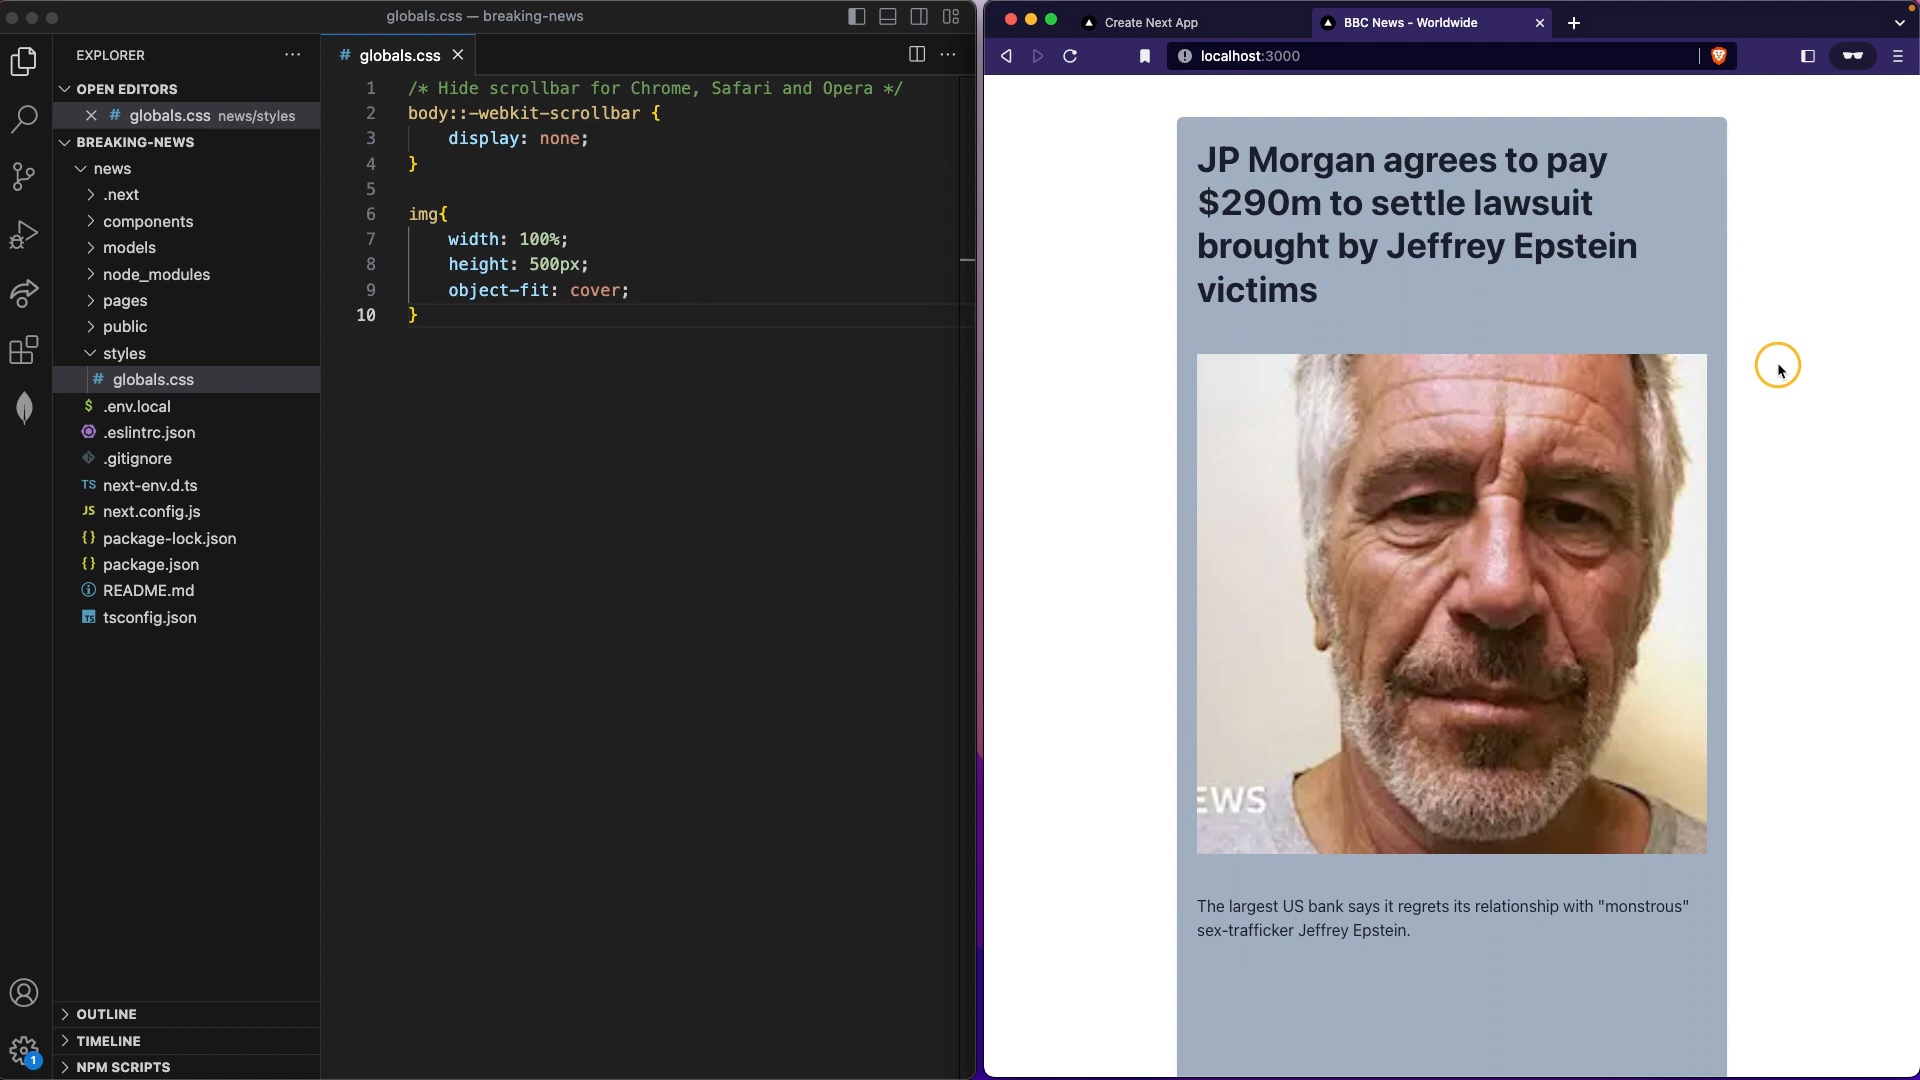 globals.css — breaking-news
EXPLORER
OPEN EDITORS
# globals.css news/styles
BREAKING-NEWS
news
.next
components
models
node_modules
pages
public
styles
# globals.css
$ .env.local
.eslintrc.json
.gitignore
TS next-env.d.ts
JS next.config.js
{} package-lock.json
{} package.json
README.md
TS tsconfig.json
OUTLINE
TIMELINE
NPM SCRIPTS
1
# globals.css
1 /* Hide scrollbar for Chrome, Safari and Opera */
2 body::-webkit-scrollbar {
3 display: none;
4 }
5
6 img{
7 width: 100%;
8 height: 500px;
9 object-fit: cover;
10 }
Create Next App
BBC News - Worldwide
localhost:3000
JP Morgan agrees to pay
$290m to settle lawsuit
brought by Jeffrey Epstein
victims
EWS
The largest US bank says it regrets its relationship with "monstrous"
sex-trafficker Jeffrey Epstein.